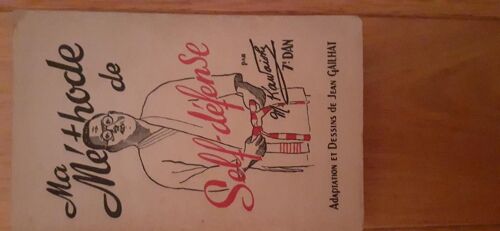 Ma
Méthode
de
Self-défense
PAR
M. Kawaishi
7e DAN
ADAPTATION ET DESSINS DE JEAN GAILHAT